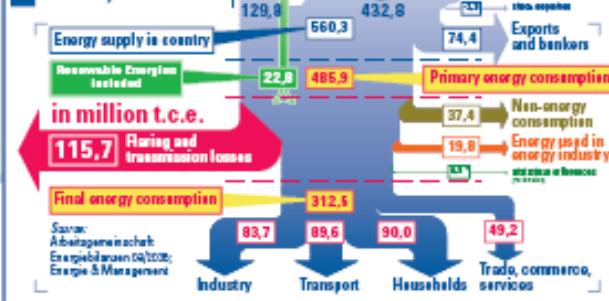 129,8
432,8
Energy supply in country
560,3
74,4
Exports
and bunkers
Renewable Energies
included
22,8
485,9
Primary energy consumption
in million t.c.e.
37,4
Non-energy
consumption
115,7
Flaring and
transmission losses
19,8
Energy used in
energy industry
statistical differences
Final energy consumption
312,5
Source:
Arbeitsgemeinschaft
Energiebilanzen 09/2006;
Energie & Management
83,7
89,6
90,0
49,2
Industry
Transport
Households
Trade, commerce,
services